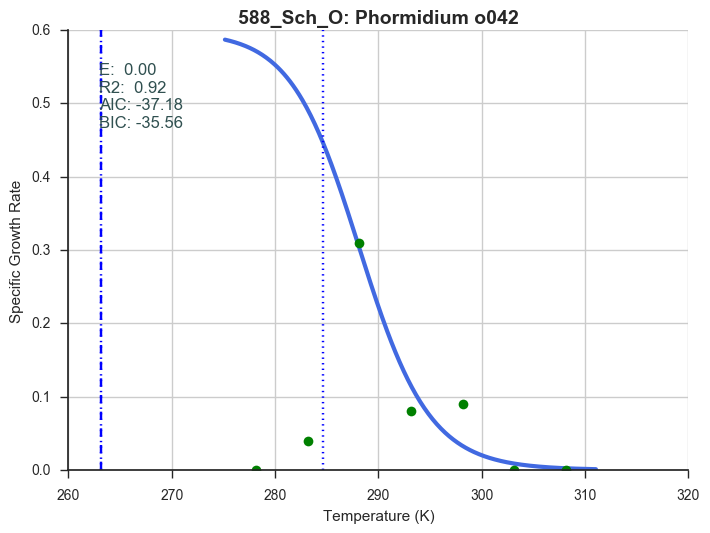 588_Sch_O: Phormidium o042
E:  0.00
R2:  0.92
AIC: -37.18
BIC: -35.56
Specific Growth Rate
0.6
0.5
0.4
0.3
0.2
0.1
0.0
260 270 280 290 300 310 320
Temperature (K)